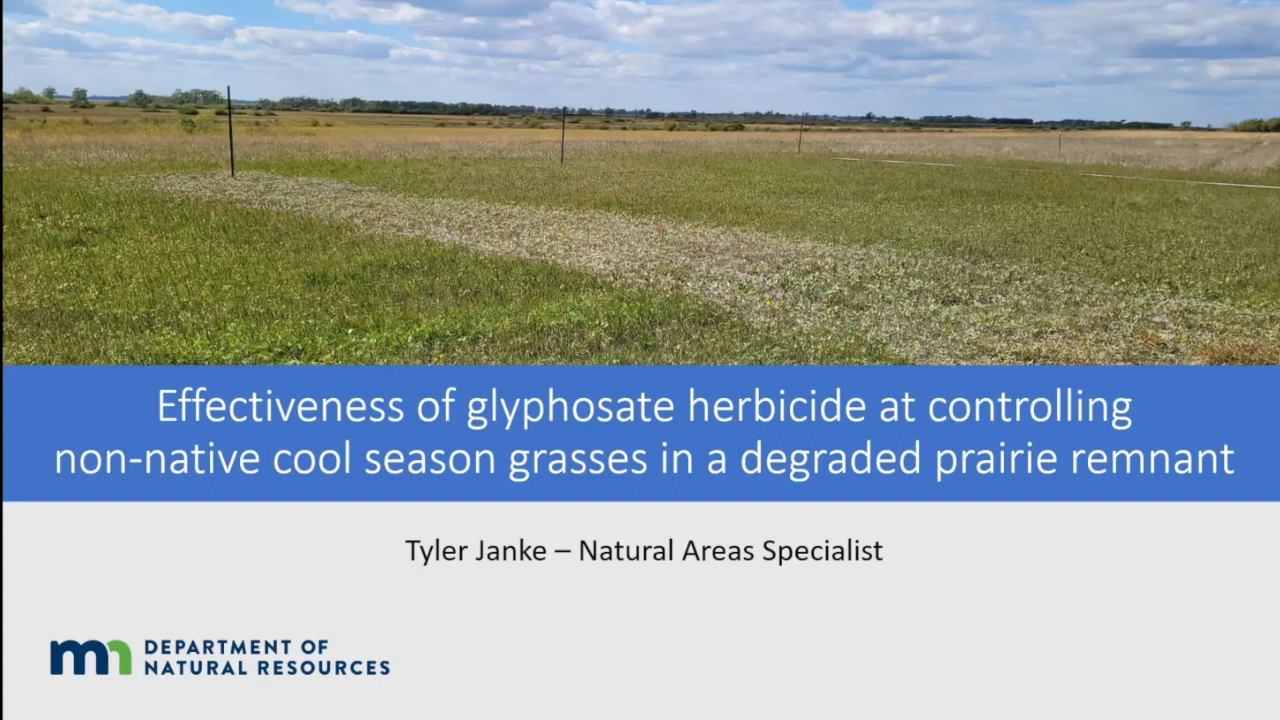 Effectiveness of glyphosate herbicide at controlling
non-native cool season grasses in a degraded prairie remnant
Tyler Janke – Natural Areas Specialist
mn DEPARTMENT OF
NATURAL RESOURCES